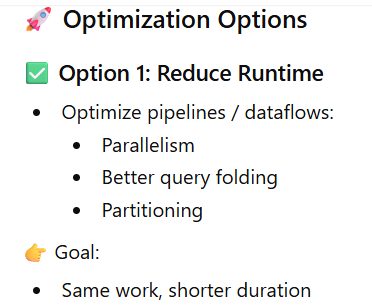 🚀 Optimization Options
✅ Option 1: Reduce Runtime
• Optimize pipelines / dataflows:
• Parallelism
• Better query folding
• Partitioning
👉 Goal:
• Same work, shorter duration